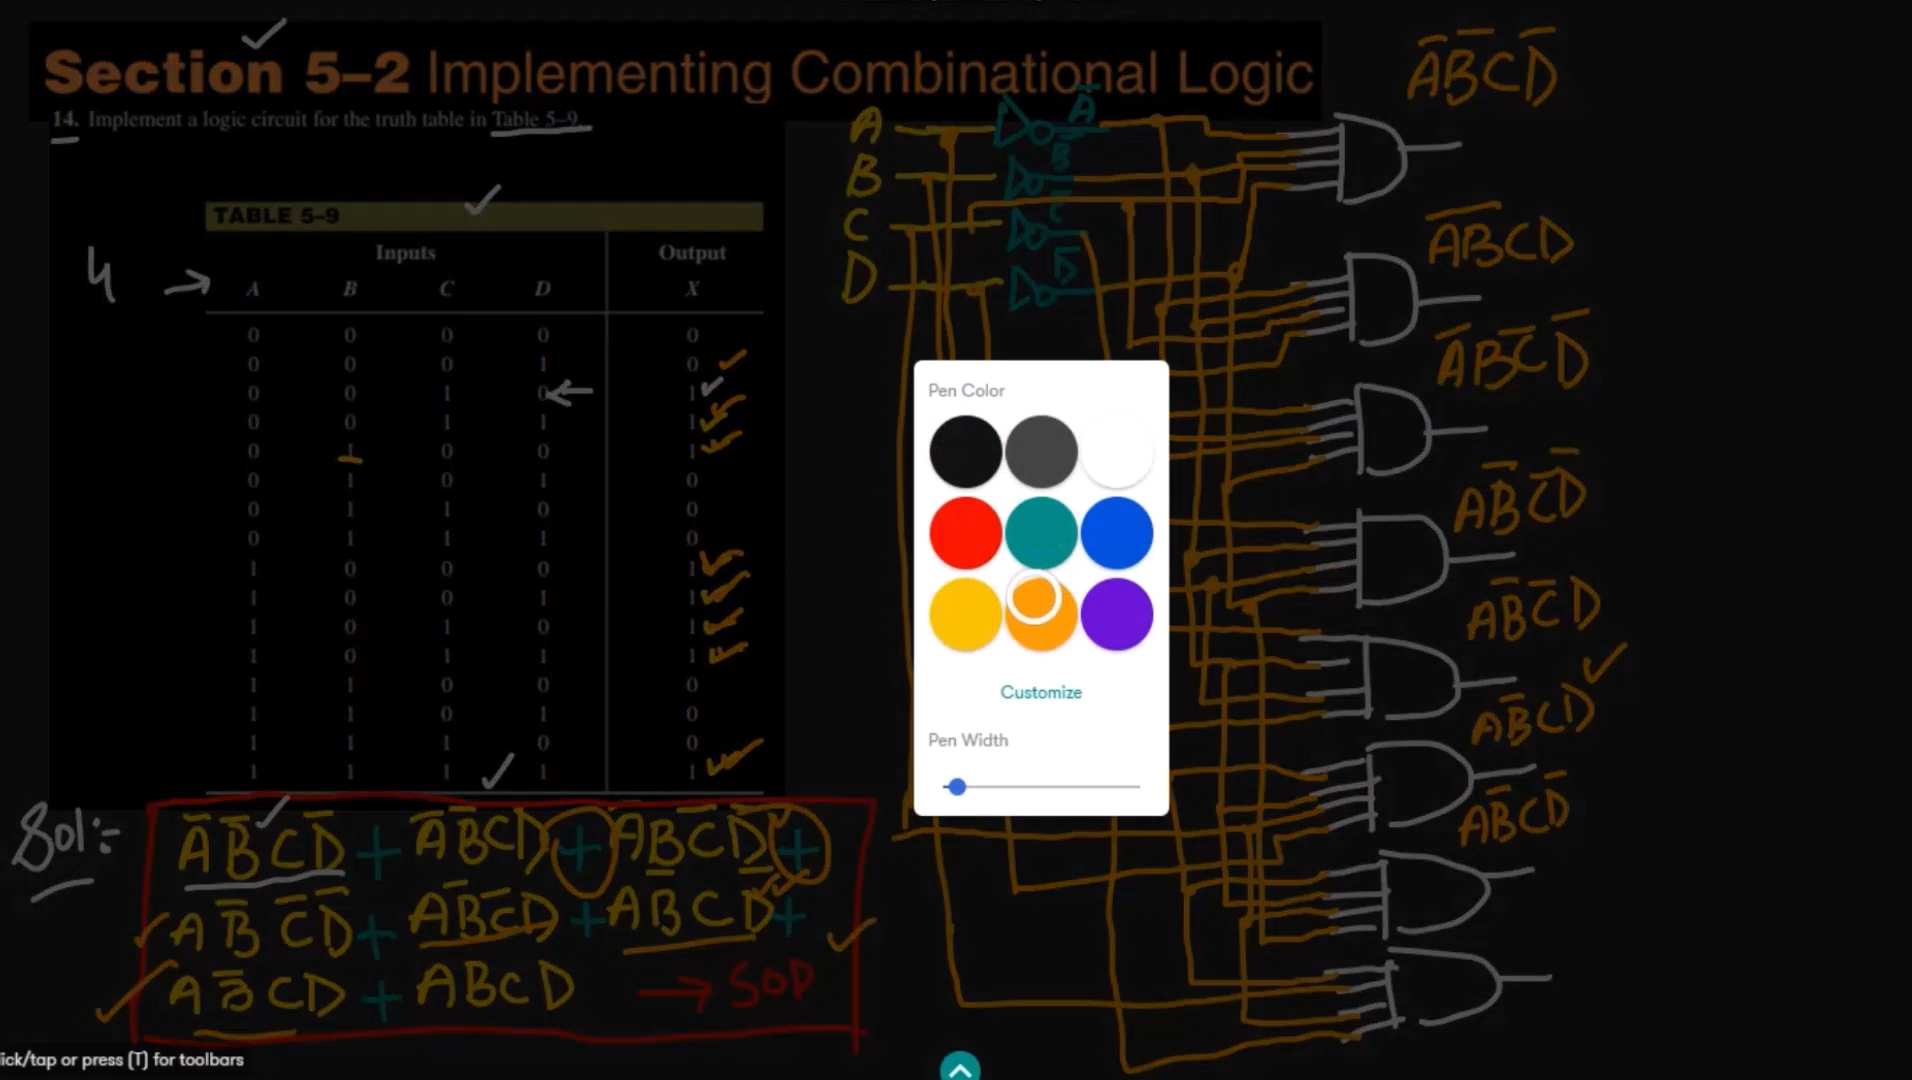 Section 5–2 Implementing Combinational Logic
14. Implement a logic circuit for the truth table in Table 5–9.
TABLE 5–9
Inputs Output
4 → A B C D X
0 0 0 0 0
0 0 0 1 0
0 0 1 0 1
0 0 1 1 1
0 1 0 0 1
0 1 0 1 0
0 1 1 0 0
0 1 1 1 0
1 0 0 0 1
1 0 0 1 1
1 0 1 0 1
1 0 1 1 1
1 1 0 0 0
1 1 0 1 0
1 1 1 0 0
1 1 1 1 1
Sol:-
A̅ B̅ C D̅ + A̅ B̅ C D + A̅ B C̅ D̅ +
A B̅ C̅ D̅ + A B̅ C̅ D + A B̅ C D̅ +
A B̅ C D + A B C D → SOP
A
B
C
D
A̅
B̅
C̅
D̅
A̅ B̅ C D̅
A̅ B̅ C D
A̅ B C̅ D̅
A B̅ C̅ D̅
A B̅ C̅ D
A B̅ C D
A B̅ C D̅
Pen Color
Customize
Pen Width
ick/tap or press (T) for toolbars